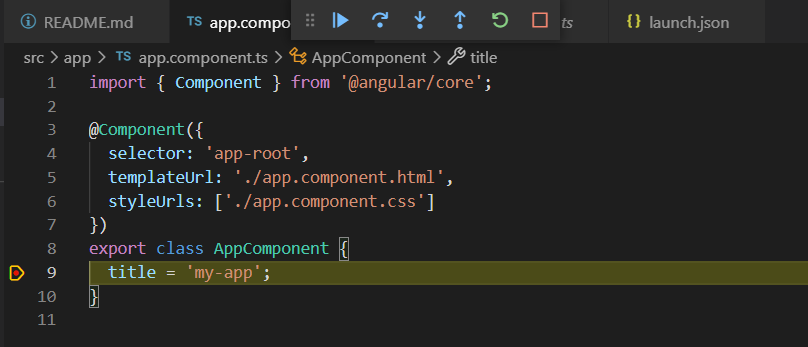 README.md
TS app.compo
ts
{} launch.json
src > app > TS app.component.ts > AppComponent > title
1 import { Component } from '@angular/core';
2
3 @Component({
4 selector: 'app-root',
5 templateUrl: './app.component.html',
6 styleUrls: ['./app.component.css']
7 })
8 export class AppComponent {
9 title = 'my-app';
10 }
11